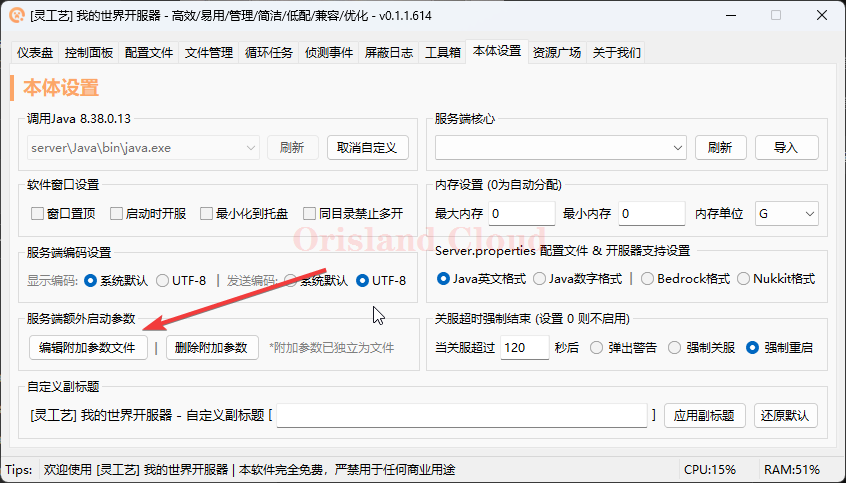 [灵工艺] 我的世界开服器 - 高效/易用/管理/简洁/低配/兼容/优化 - v0.1.1.614
仪表盘 控制面板 配置文件 文件管理 循环任务 侦测事件 屏蔽日志 工具箱 本体设置 资源广场 关于我们
本体设置
调用Java 8.38.0.13
server\Java\bin\java.exe 刷新 取消自定义
服务端核心
刷新 导入
软件窗口设置
窗口置顶 启动时开服 最小化到托盘 同目录禁止多开
内存设置 (0为自动分配)
最大内存 0 最小内存 0 内存单位 G
Orisland Cloud
服务端编码设置
显示编码: 系统默认 UTF-8 | 发送编码: 系统默认 UTF-8
Server.properties 配置文件 & 开服器支持设置
Java英文格式 Java数字格式 | Bedrock格式 Nukkit格式
服务端额外启动参数
编辑附加参数文件 | 删除附加参数 *附加参数已独立为文件
关服超时强制结束 (设置 0 则不启用)
当关服超过 120 秒后 弹出警告 强制关服 强制重启
自定义副标题
[灵工艺] 我的世界开服器 - 自定义副标题 [ ] 应用副标题 还原默认
Tips: 欢迎使用 [灵工艺] 我的世界开服器 | 本软件完全免费，严禁用于任何商业用途 CPU:15% RAM:51%